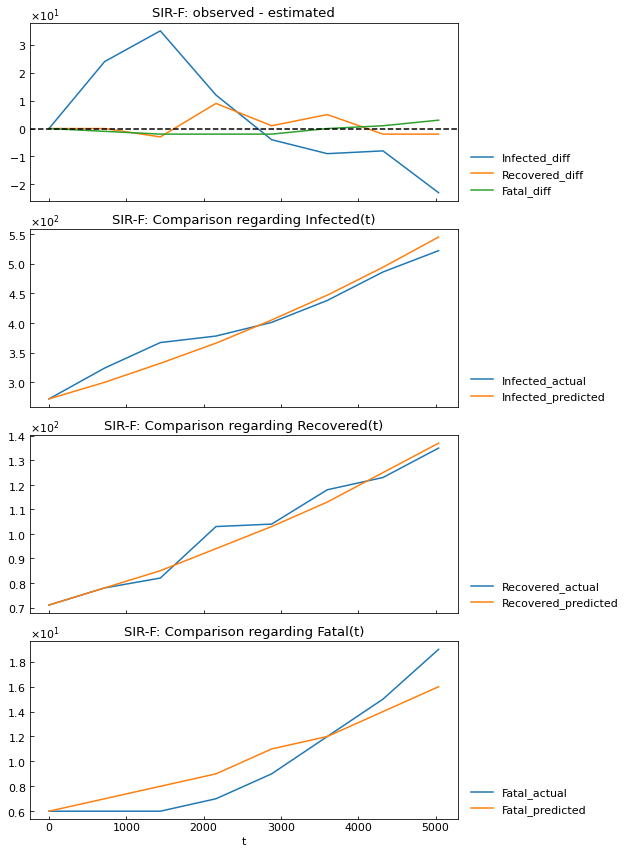 SIR-F: observed - estimated
×10¹
3
2
1
0
−1
−2
Infected_diff
Recovered_diff
Fatal_diff
SIR-F: Comparison regarding Infected(t)
×10²
5.5
5.0
4.5
4.0
3.5
3.0
Infected_actual
Infected_predicted
SIR-F: Comparison regarding Recovered(t)
×10²
1.4
1.3
1.2
1.1
1.0
0.9
0.8
0.7
Recovered_actual
Recovered_predicted
SIR-F: Comparison regarding Fatal(t)
×10¹
1.8
1.6
1.4
1.2
1.0
0.8
0.6
Fatal_actual
Fatal_predicted
0 1000 2000 3000 4000 5000
t